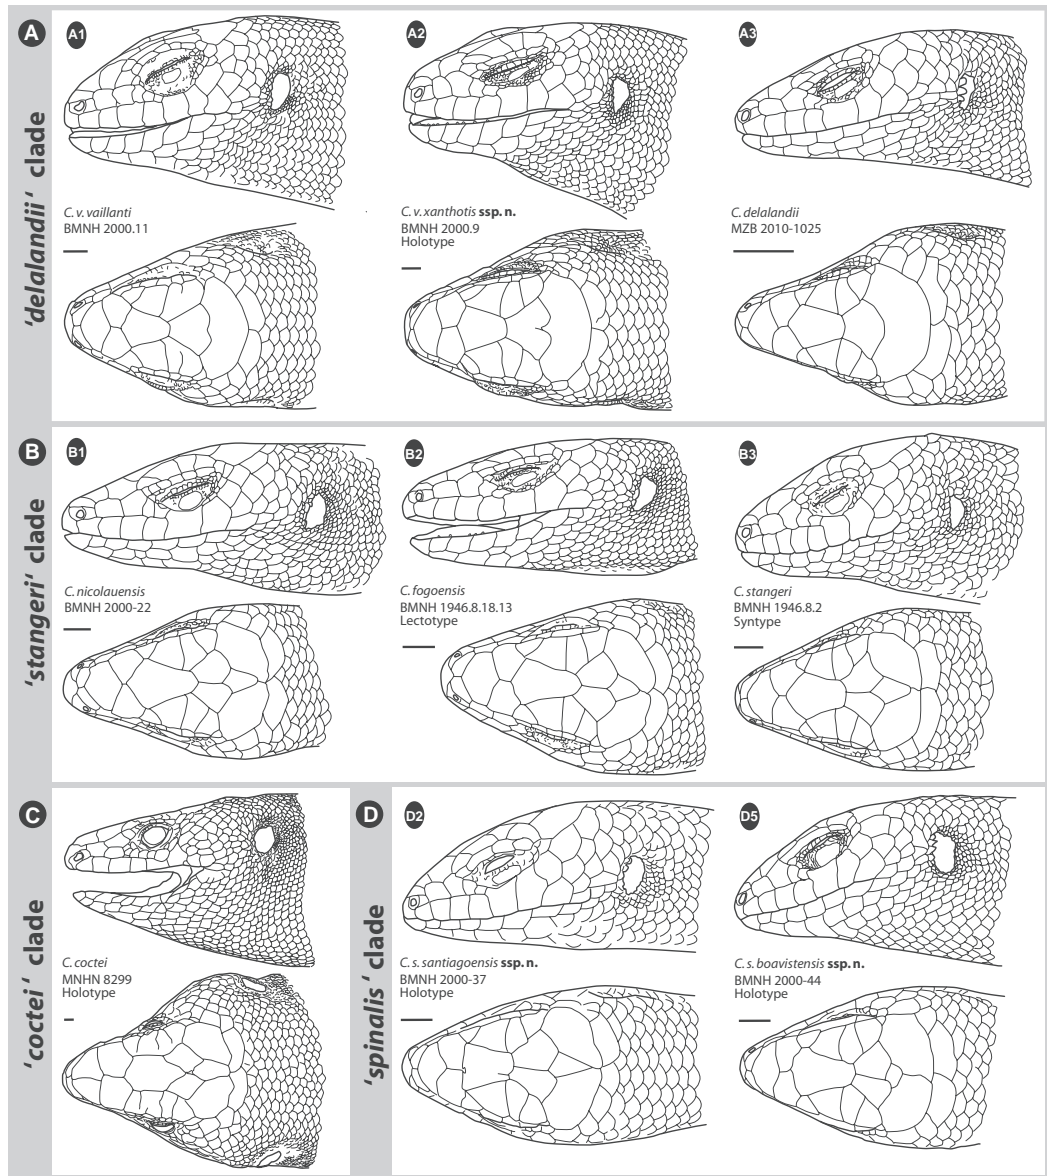 A
'delalandii' clade
A1
C. v. vaillanti
BMNH 2000.11
A2
C. v. xanthotis ssp. n.
BMNH 2000.9
Holotype
A3
C. delalandii
MZB 2010-1025
B
'stangeri' clade
B1
C. nicolauensis
BMNH 2000-22
B2
C. fogoensis
BMNH 1946.8.18.13
Lectotype
B3
C. stangeri
BMNH 1946.8.2
Syntype
C
'coctei' clade
C. coctei
MNHN 8299
Holotype
D
'spinalis' clade
D2
C. s. santiagoensis ssp. n.
BMNH 2000-37
Holotype
D5
C. s. boavistensis ssp. n.
BMNH 2000-44
Holotype